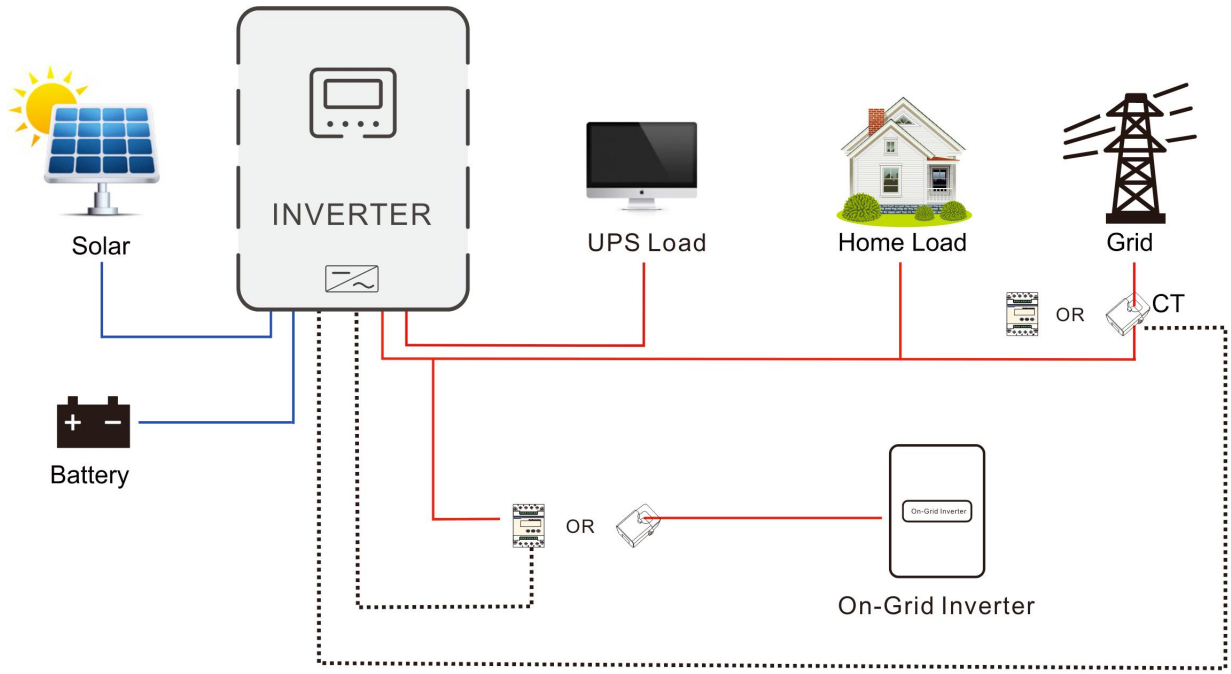 INVERTER
Solar
UPS Load
Home Load
Grid
OR
CT
+ -
Battery
OR
On-Grid Inverter
On-Grid Inverter